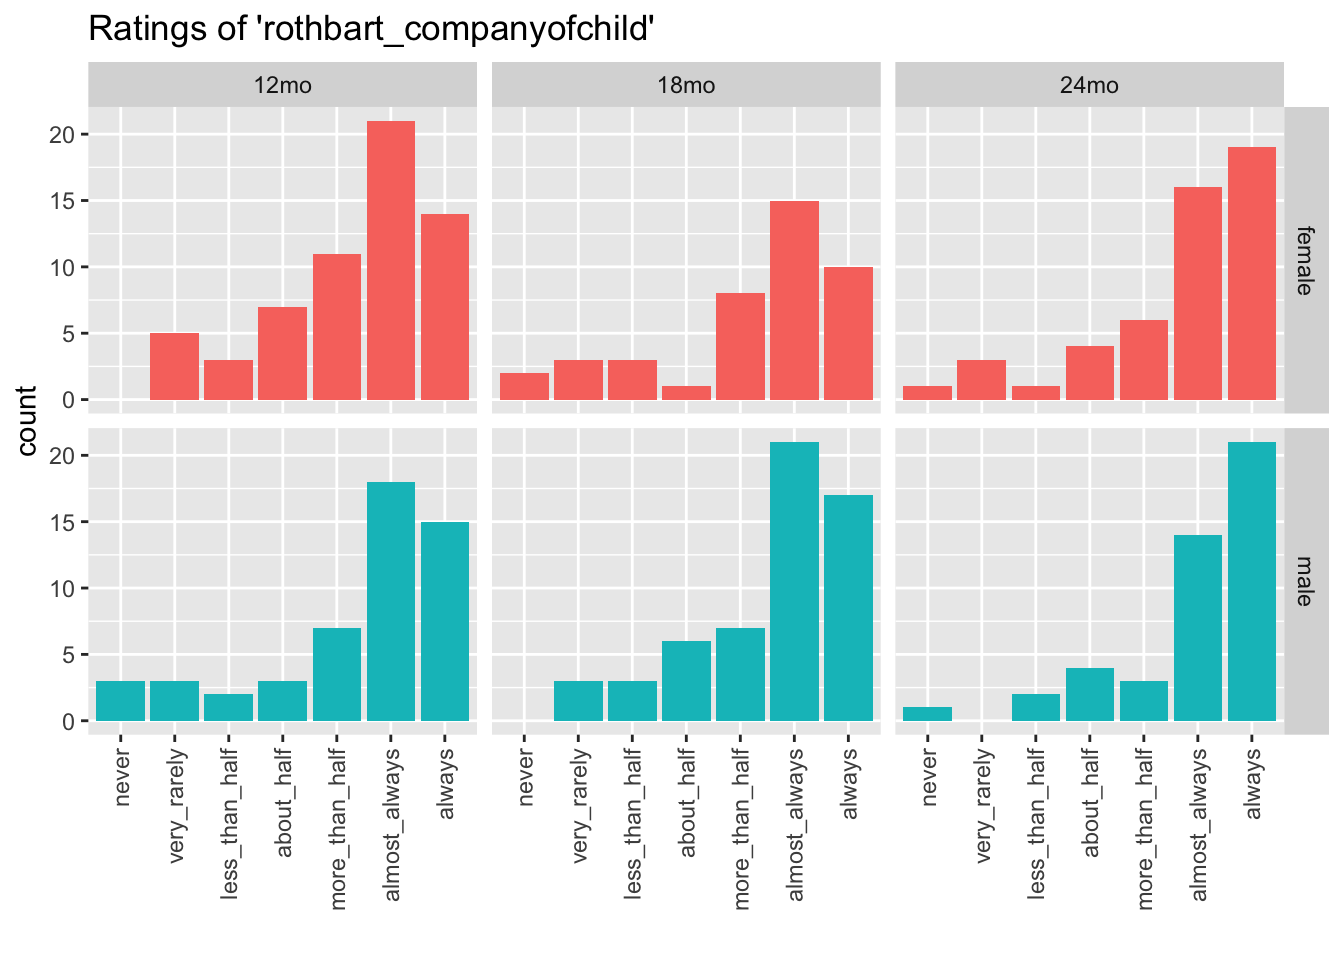 Ratings of 'rothbart_companyofchild'
12mo 18mo 24mo
20
15
10
5
0
female
count
20
15
10
5
0
male
never very_rarely less_than_half about_half more_than_half almost_always always never very_rarely less_than_half about_half more_than_half almost_always always never very_rarely less_than_half about_half more_than_half almost_always always